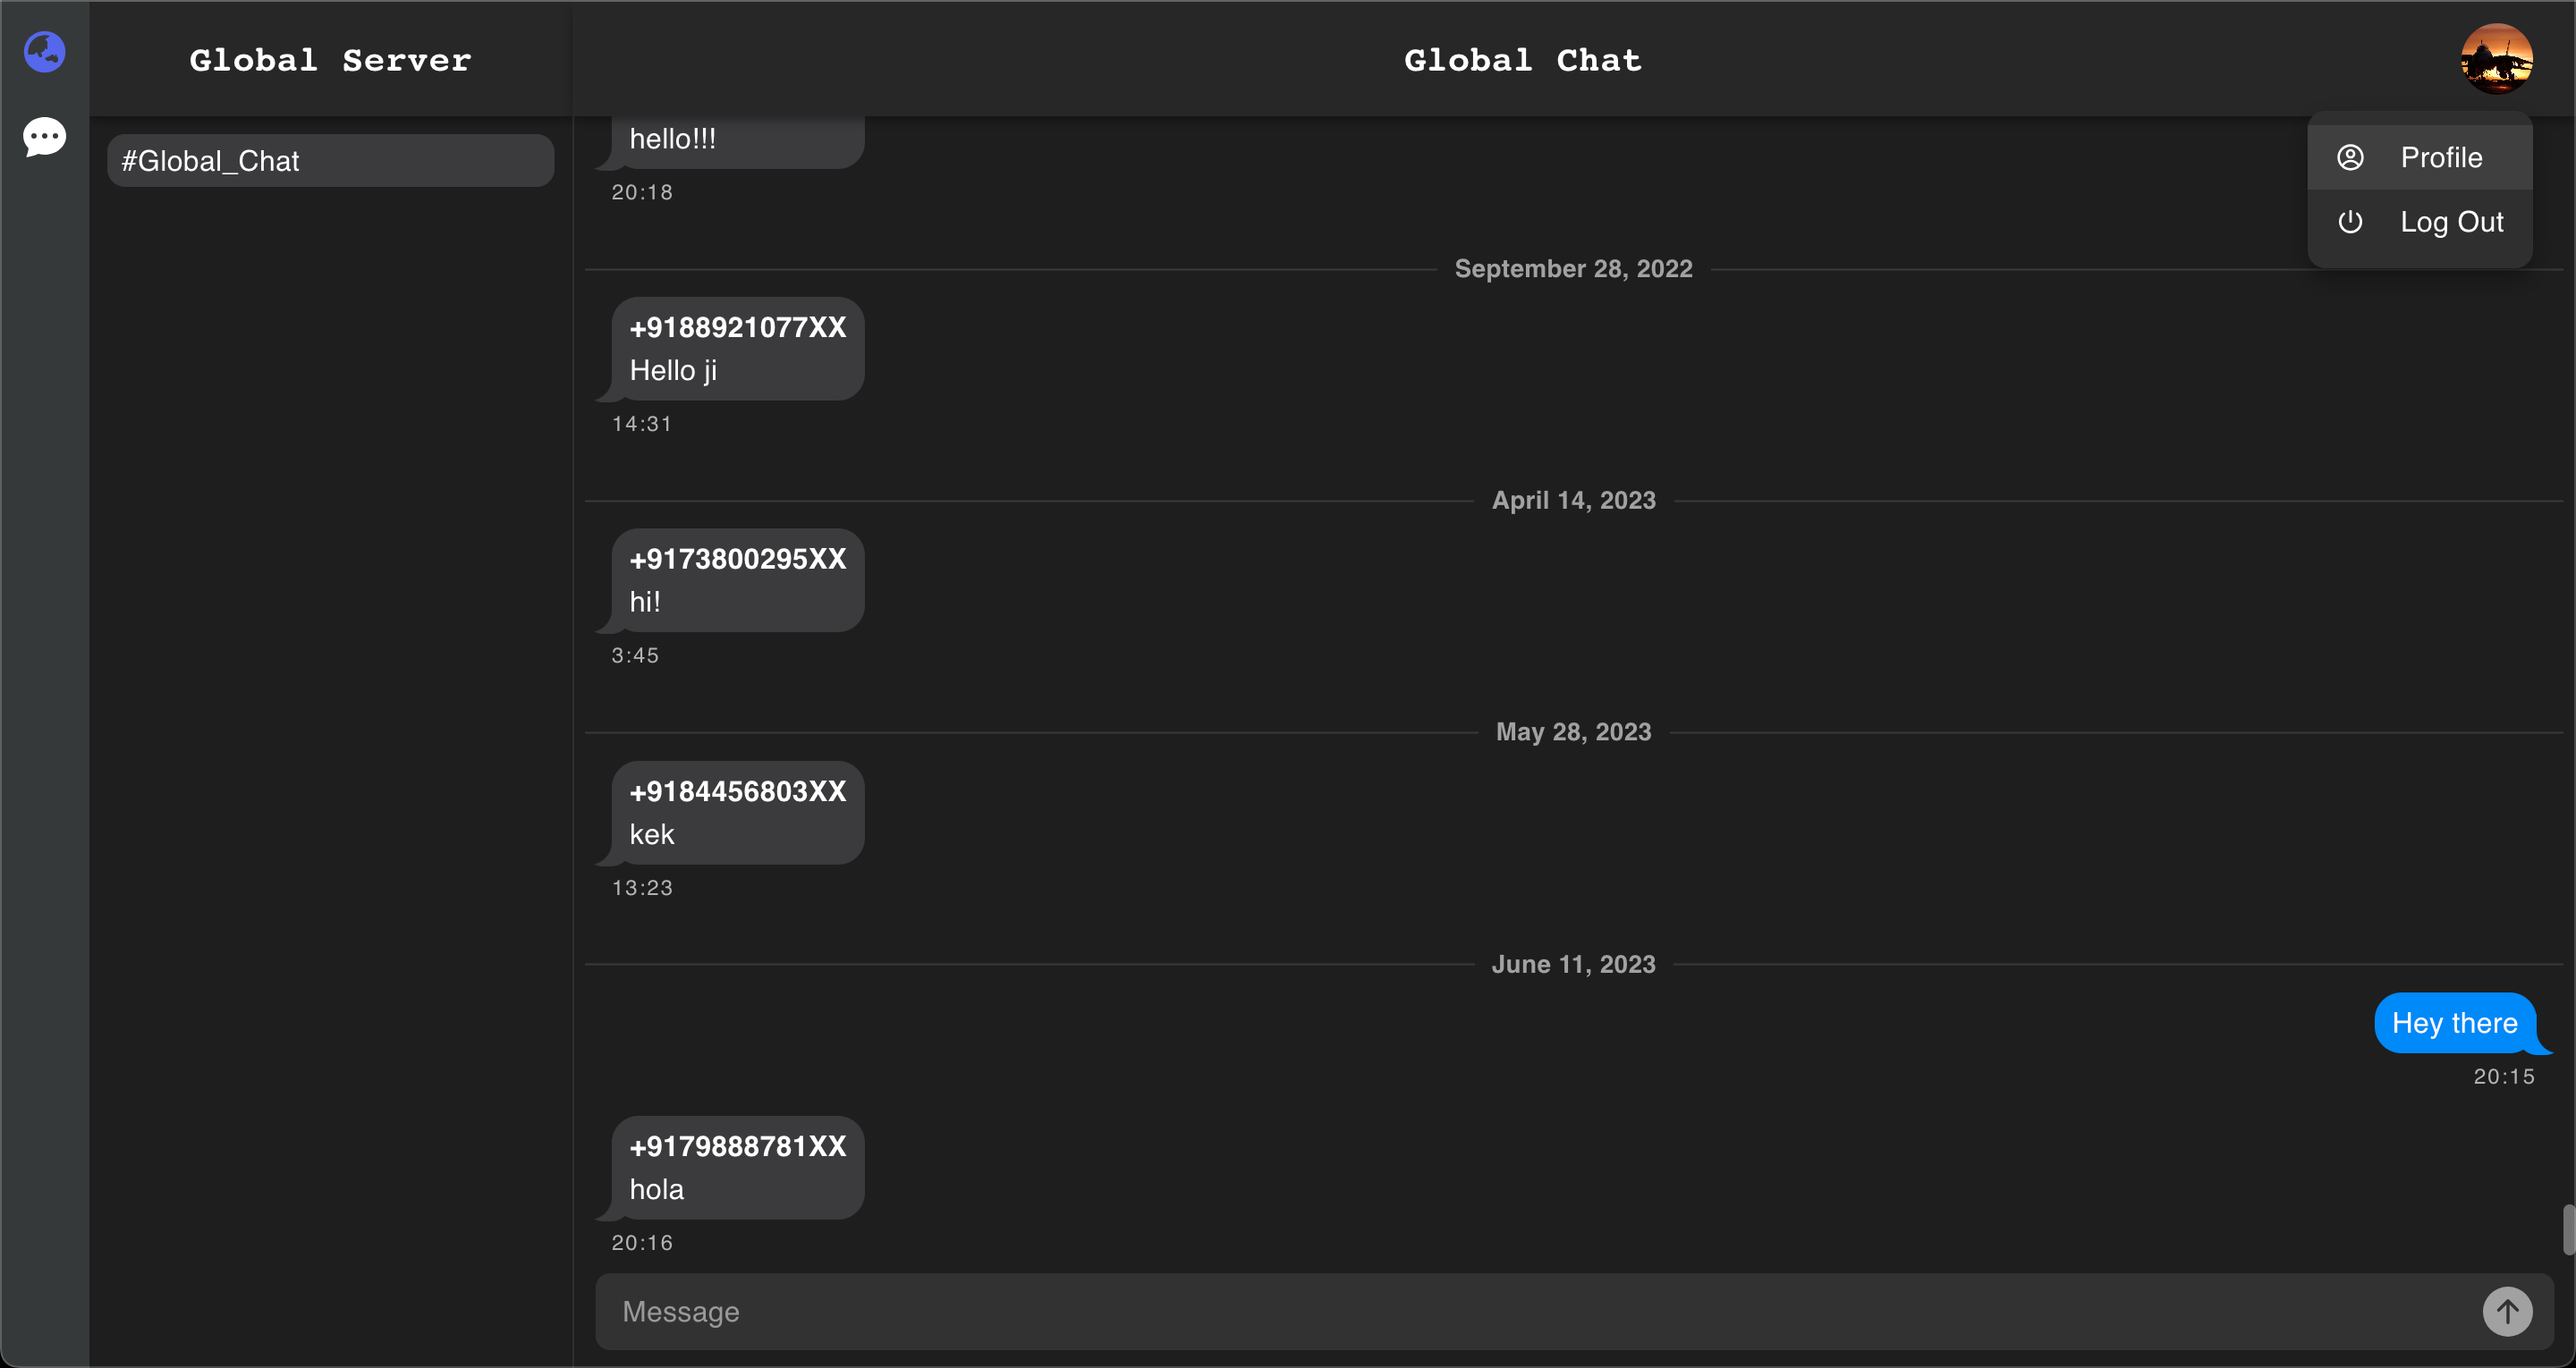 Global Server
#Global_Chat
Global Chat
Profile
Log Out
hello!!!
20:18
September 28, 2022
+9188921077XX
Hello ji
14:31
April 14, 2023
+9173800295XX
hi!
3:45
May 28, 2023
+9184456803XX
kek
13:23
June 11, 2023
Hey there
20:15
+9179888781XX
hola
20:16
Message